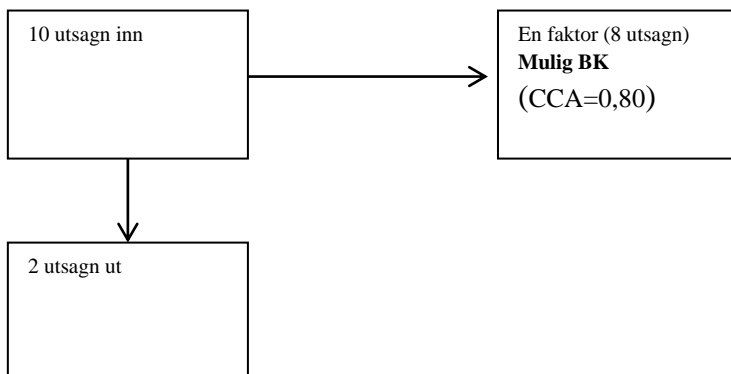 10 utsagn inn
En faktor (8 utsagn)
Mulig BK
(CCA=0,80)
2 utsagn ut